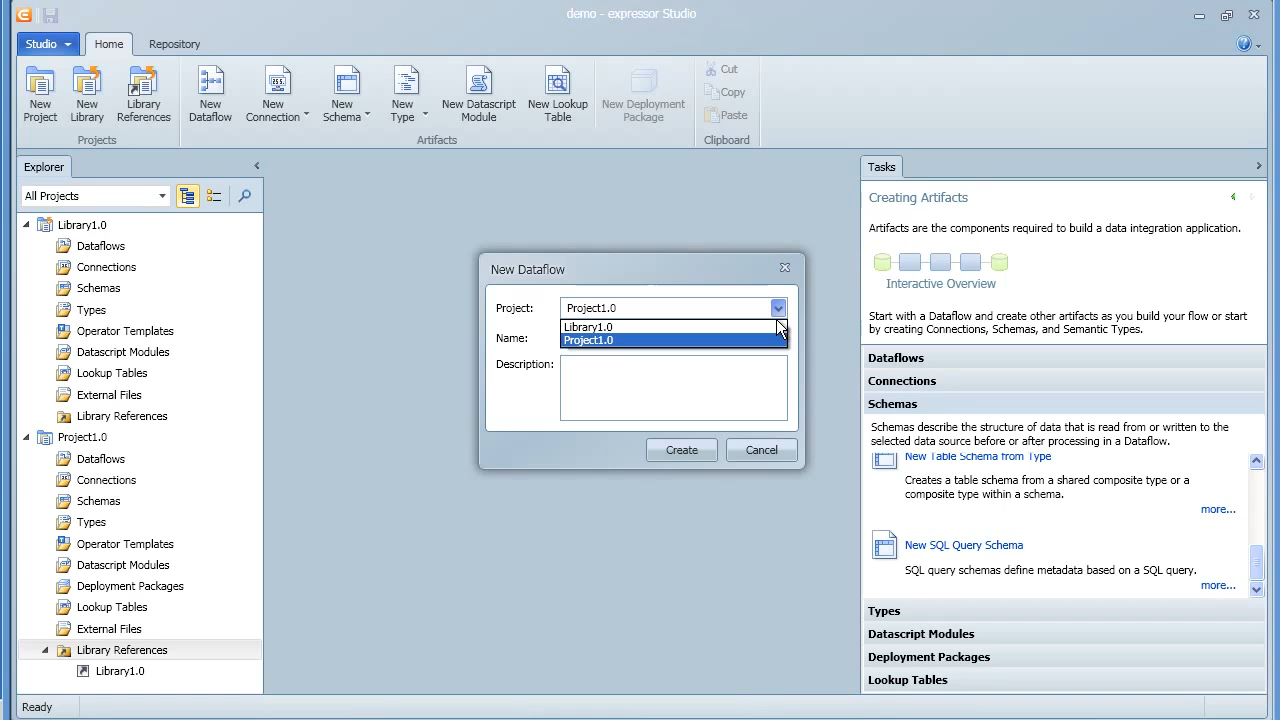 demo - expressor Studio
Studio
Home
Repository
New Project
New Library
Library References
New Dataflow
New Connection
New Schema
New Type
New Datascript Module
New Lookup Table
New Deployment Package
Cut
Copy
Paste
Projects
Artifacts
Clipboard
Explorer
All Projects
Library1.0
Dataflows
Connections
Schemas
Types
Operator Templates
Datascript Modules
Lookup Tables
External Files
Library References
Project1.0
Dataflows
Connections
Schemas
Types
Operator Templates
Datascript Modules
Deployment Packages
Lookup Tables
External Files
Library References
Library1.0
New Dataflow
Project:
Project1.0
Library1.0
Project1.0
Name:
Description:
Create
Cancel
Tasks
Creating Artifacts
Artifacts are the components required to build a data integration application.
Interactive Overview
Start with a Dataflow and create other artifacts as you build your flow or start
by creating Connections, Schemas, and Semantic Types.
Dataflows
Connections
Schemas
Schemas describe the structure of data that is read from or written to the
selected data source before or after processing in a Dataflow.
New Table Schema from Type
Creates a table schema from a shared composite type or a
composite type within a schema.
more...
New SQL Query Schema
SQL query schemas define metadata based on a SQL query.
more...
Types
Datascript Modules
Deployment Packages
Lookup Tables
Ready